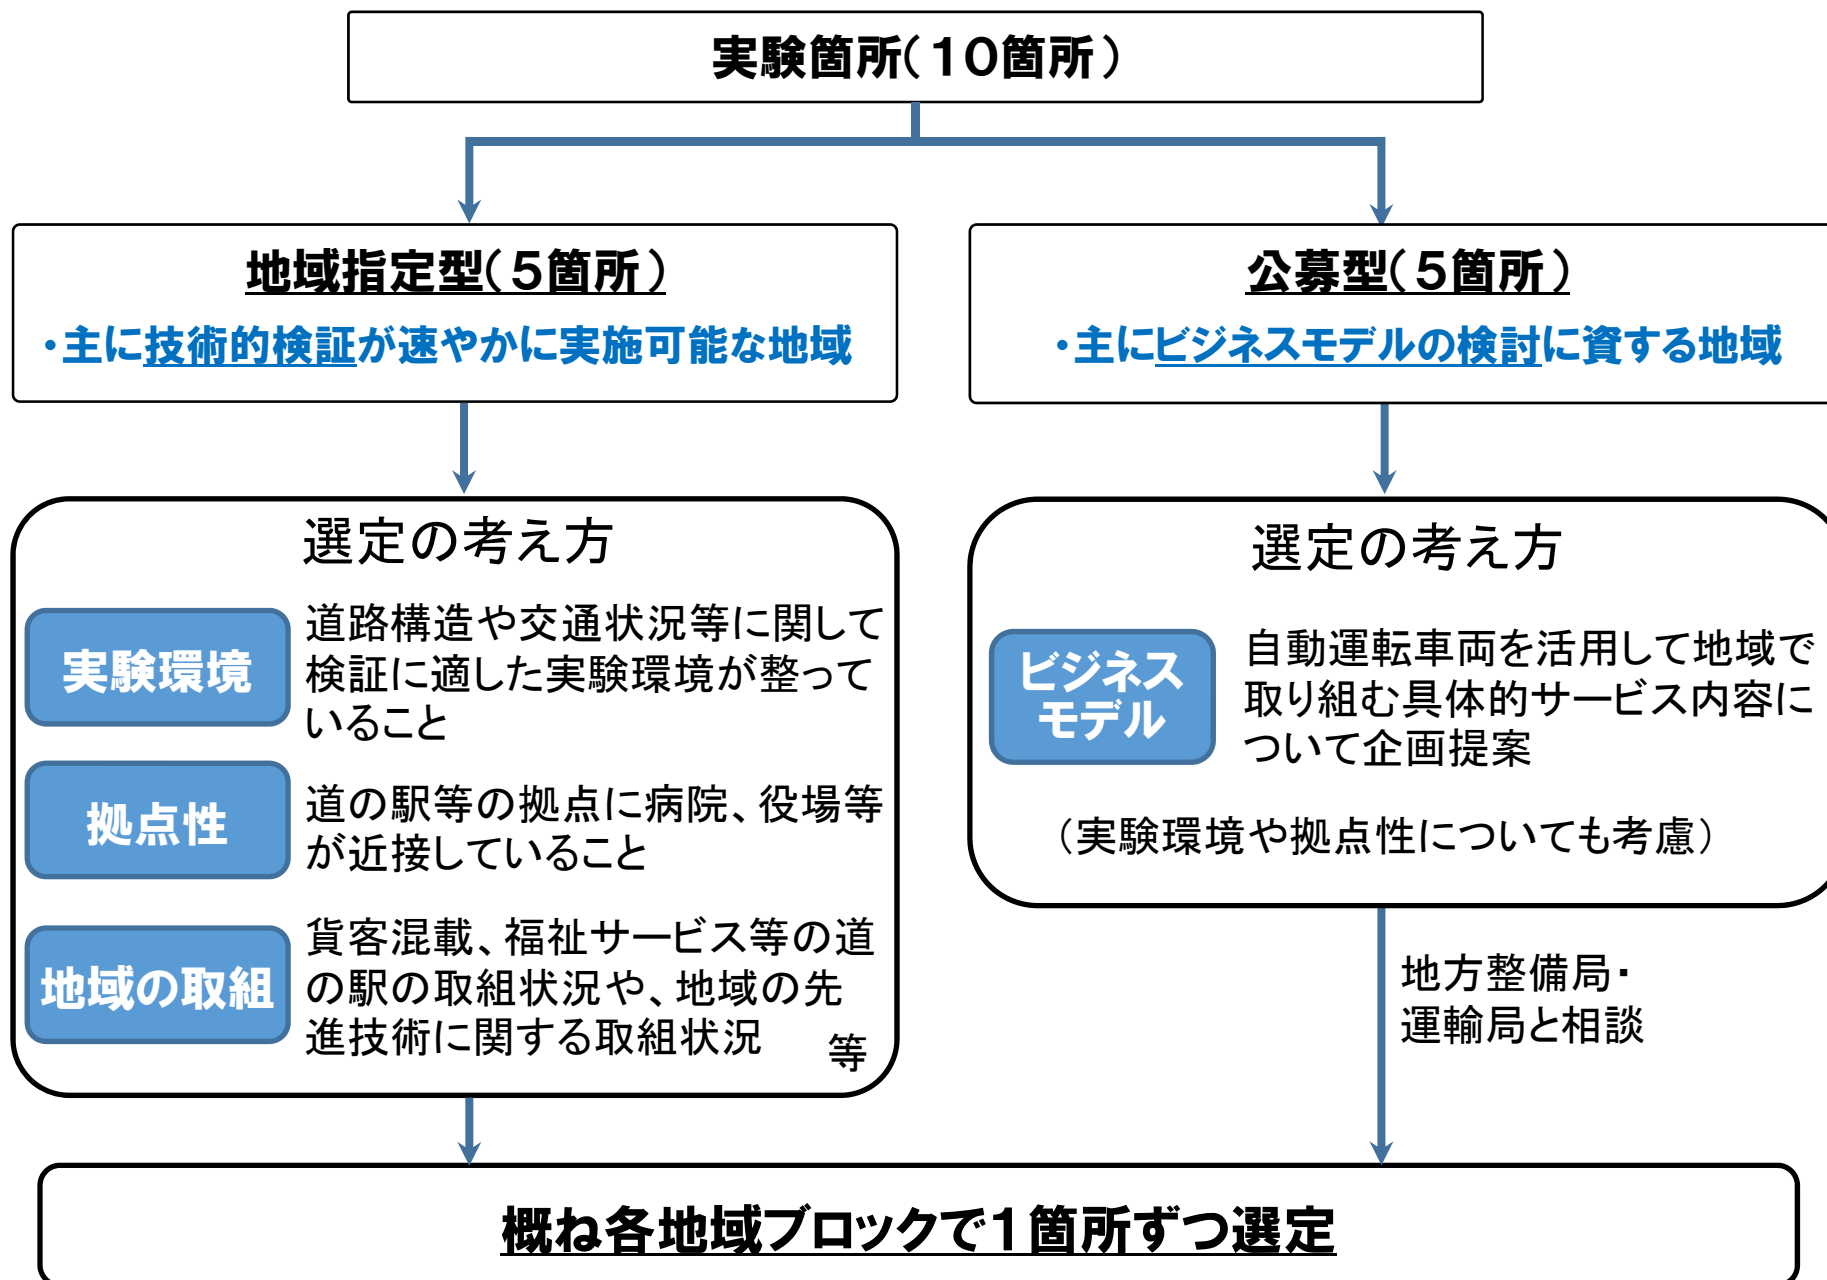 実験箇所(10箇所)
地域指定型(5箇所)
・主に技術的検証が速やかに実施可能な地域
公募型(5箇所)
・主にビジネスモデルの検討に資する地域
選定の考え方
実験環境
道路構造や交通状況等に関して
検証に適した実験環境が整って
いること
拠点性
道の駅等の拠点に病院、役場等
が近接していること
地域の取組
貨客混載、福祉サービス等の道
の駅の取組状況や、地域の先
進技術に関する取組状況 等
選定の考え方
ビジネス
モデル
自動運転車両を活用して地域で
取り組む具体的サービス内容に
ついて企画提案
(実験環境や拠点性についても考慮)
地方整備局・
運輸局と相談
概ね各地域ブロックで1箇所ずつ選定